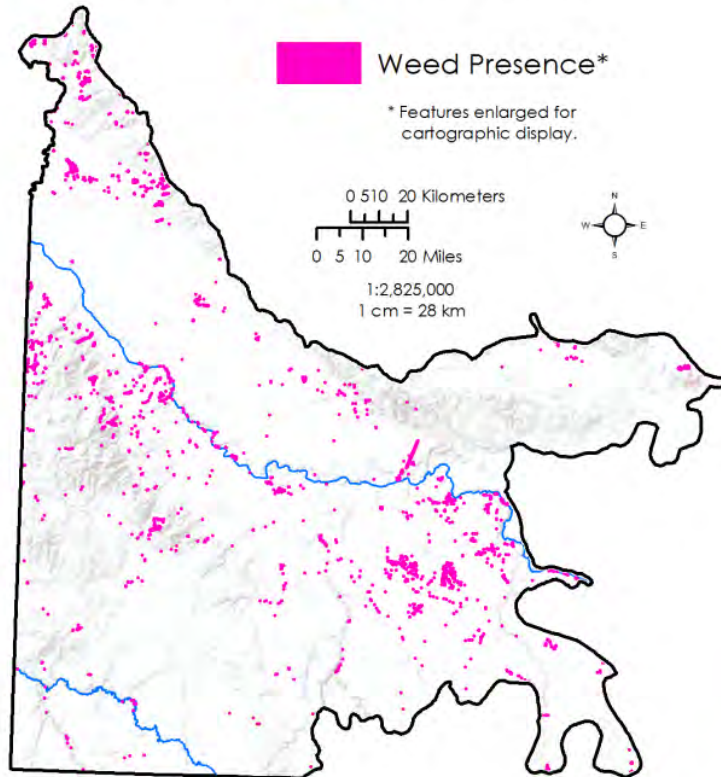 Weed Presence*
* Features enlarged for
cartographic display.
0 510 20 Kilometers
0 5 10 20 Miles
1:2,825,000
1 cm = 28 km
N
W E
S